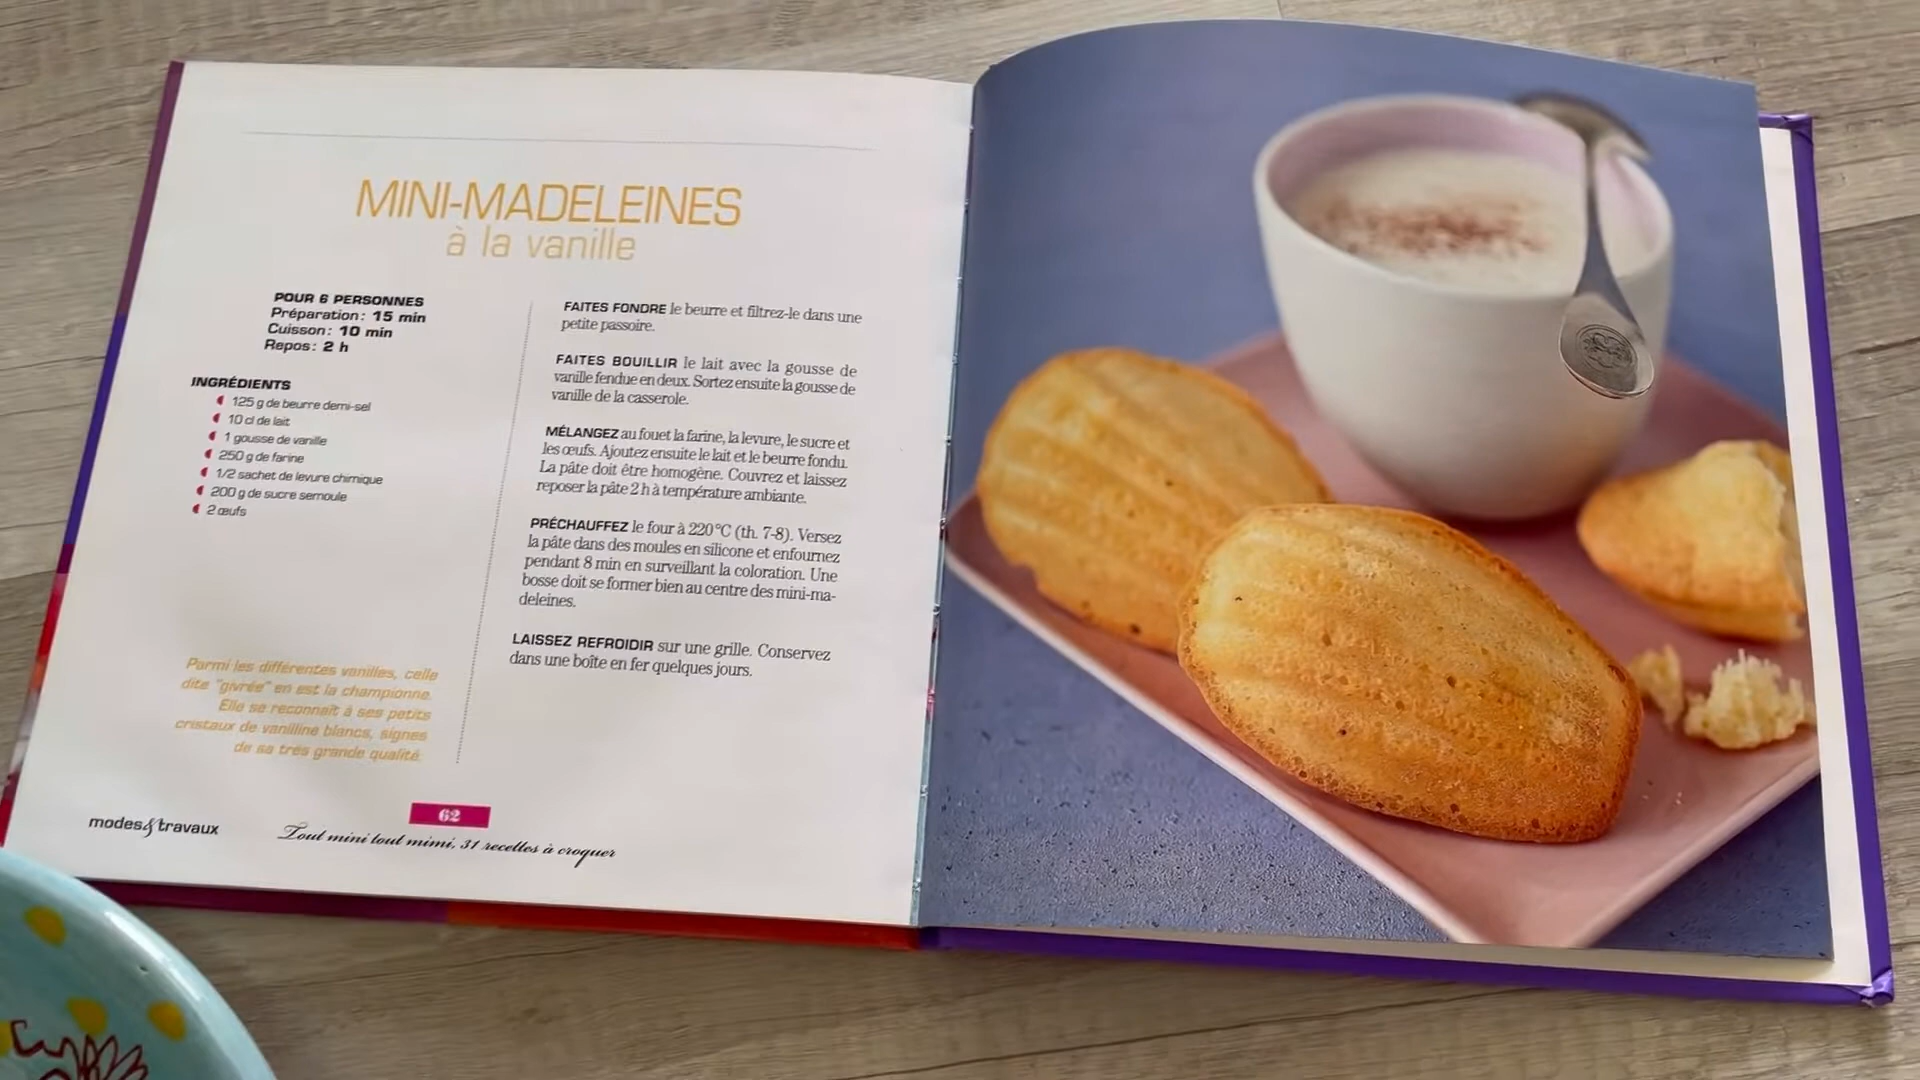 MINI-MADELEINES
à la vanille
POUR 6 PERSONNES
Préparation: 15 min
Cuisson: 10 min
Repos: 2 h
INGRÉDIENTS
125 g de beurre demi-sel
10 cl de lait
1 gousse de vanille
250 g de farine
1/2 sachet de levure chimique
200 g de sucre semoule
2 œufs
Parmi les différentes vanilles, celle
dite "givrée" en est la championne.
Elle se reconnaît à ses petits
cristaux de vanilline blancs, signes
de sa très grande qualité.
FAITES FONDRE le beurre et filtrez-le dans une
petite passoire.
FAITES BOUILLIR le lait avec la gousse de
vanille fendue en deux. Sortez ensuite la gousse de
vanille de la casserole.
MÉLANGEZ au fouet la farine, la levure, le sucre et
les œufs. Ajoutez ensuite le lait et le beurre fondu.
La pâte doit être homogène. Couvrez et laissez
reposer la pâte 2 h à température ambiante.
PRÉCHAUFFEZ le four à 220 °C (th. 7-8). Versez
la pâte dans des moules en silicone et enfournez
pendant 8 min en surveillant la coloration. Une
bosse doit se former bien au centre des mini-ma-
deleines.
LAISSEZ REFROIDIR sur une grille. Conservez
dans une boîte en fer quelques jours.
62
modes&travaux
Tout mini tout mimi, 31 recettes à croquer